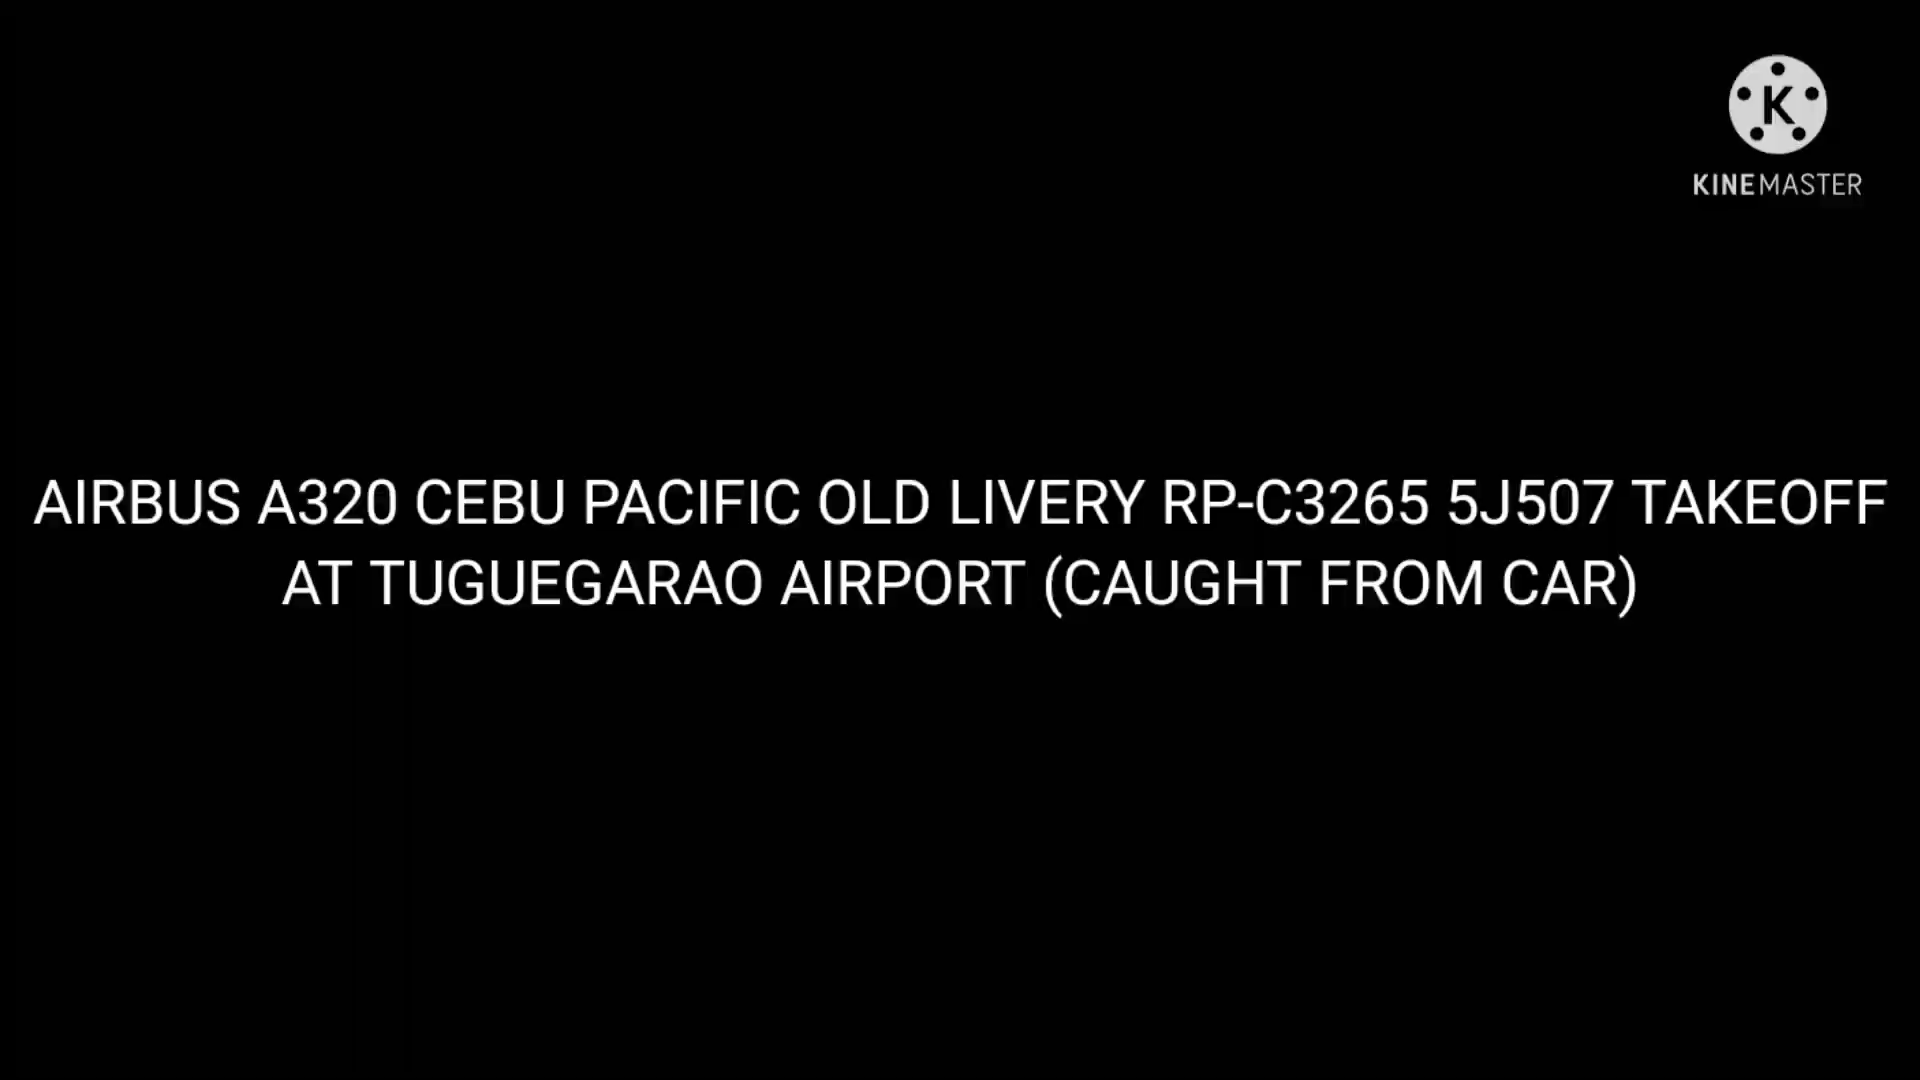 K
KINEMASTER
AIRBUS A320 CEBU PACIFIC OLD LIVERY RP-C3265 5J507 TAKEOFF
AT TUGUEGARAO AIRPORT (CAUGHT FROM CAR)